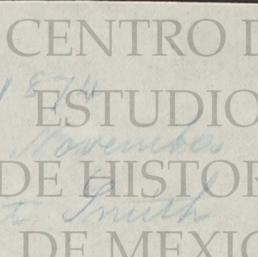 CENTRO D
1874
ESTUDIO
November
DE HISTOR
t Smith
DE MEXIC